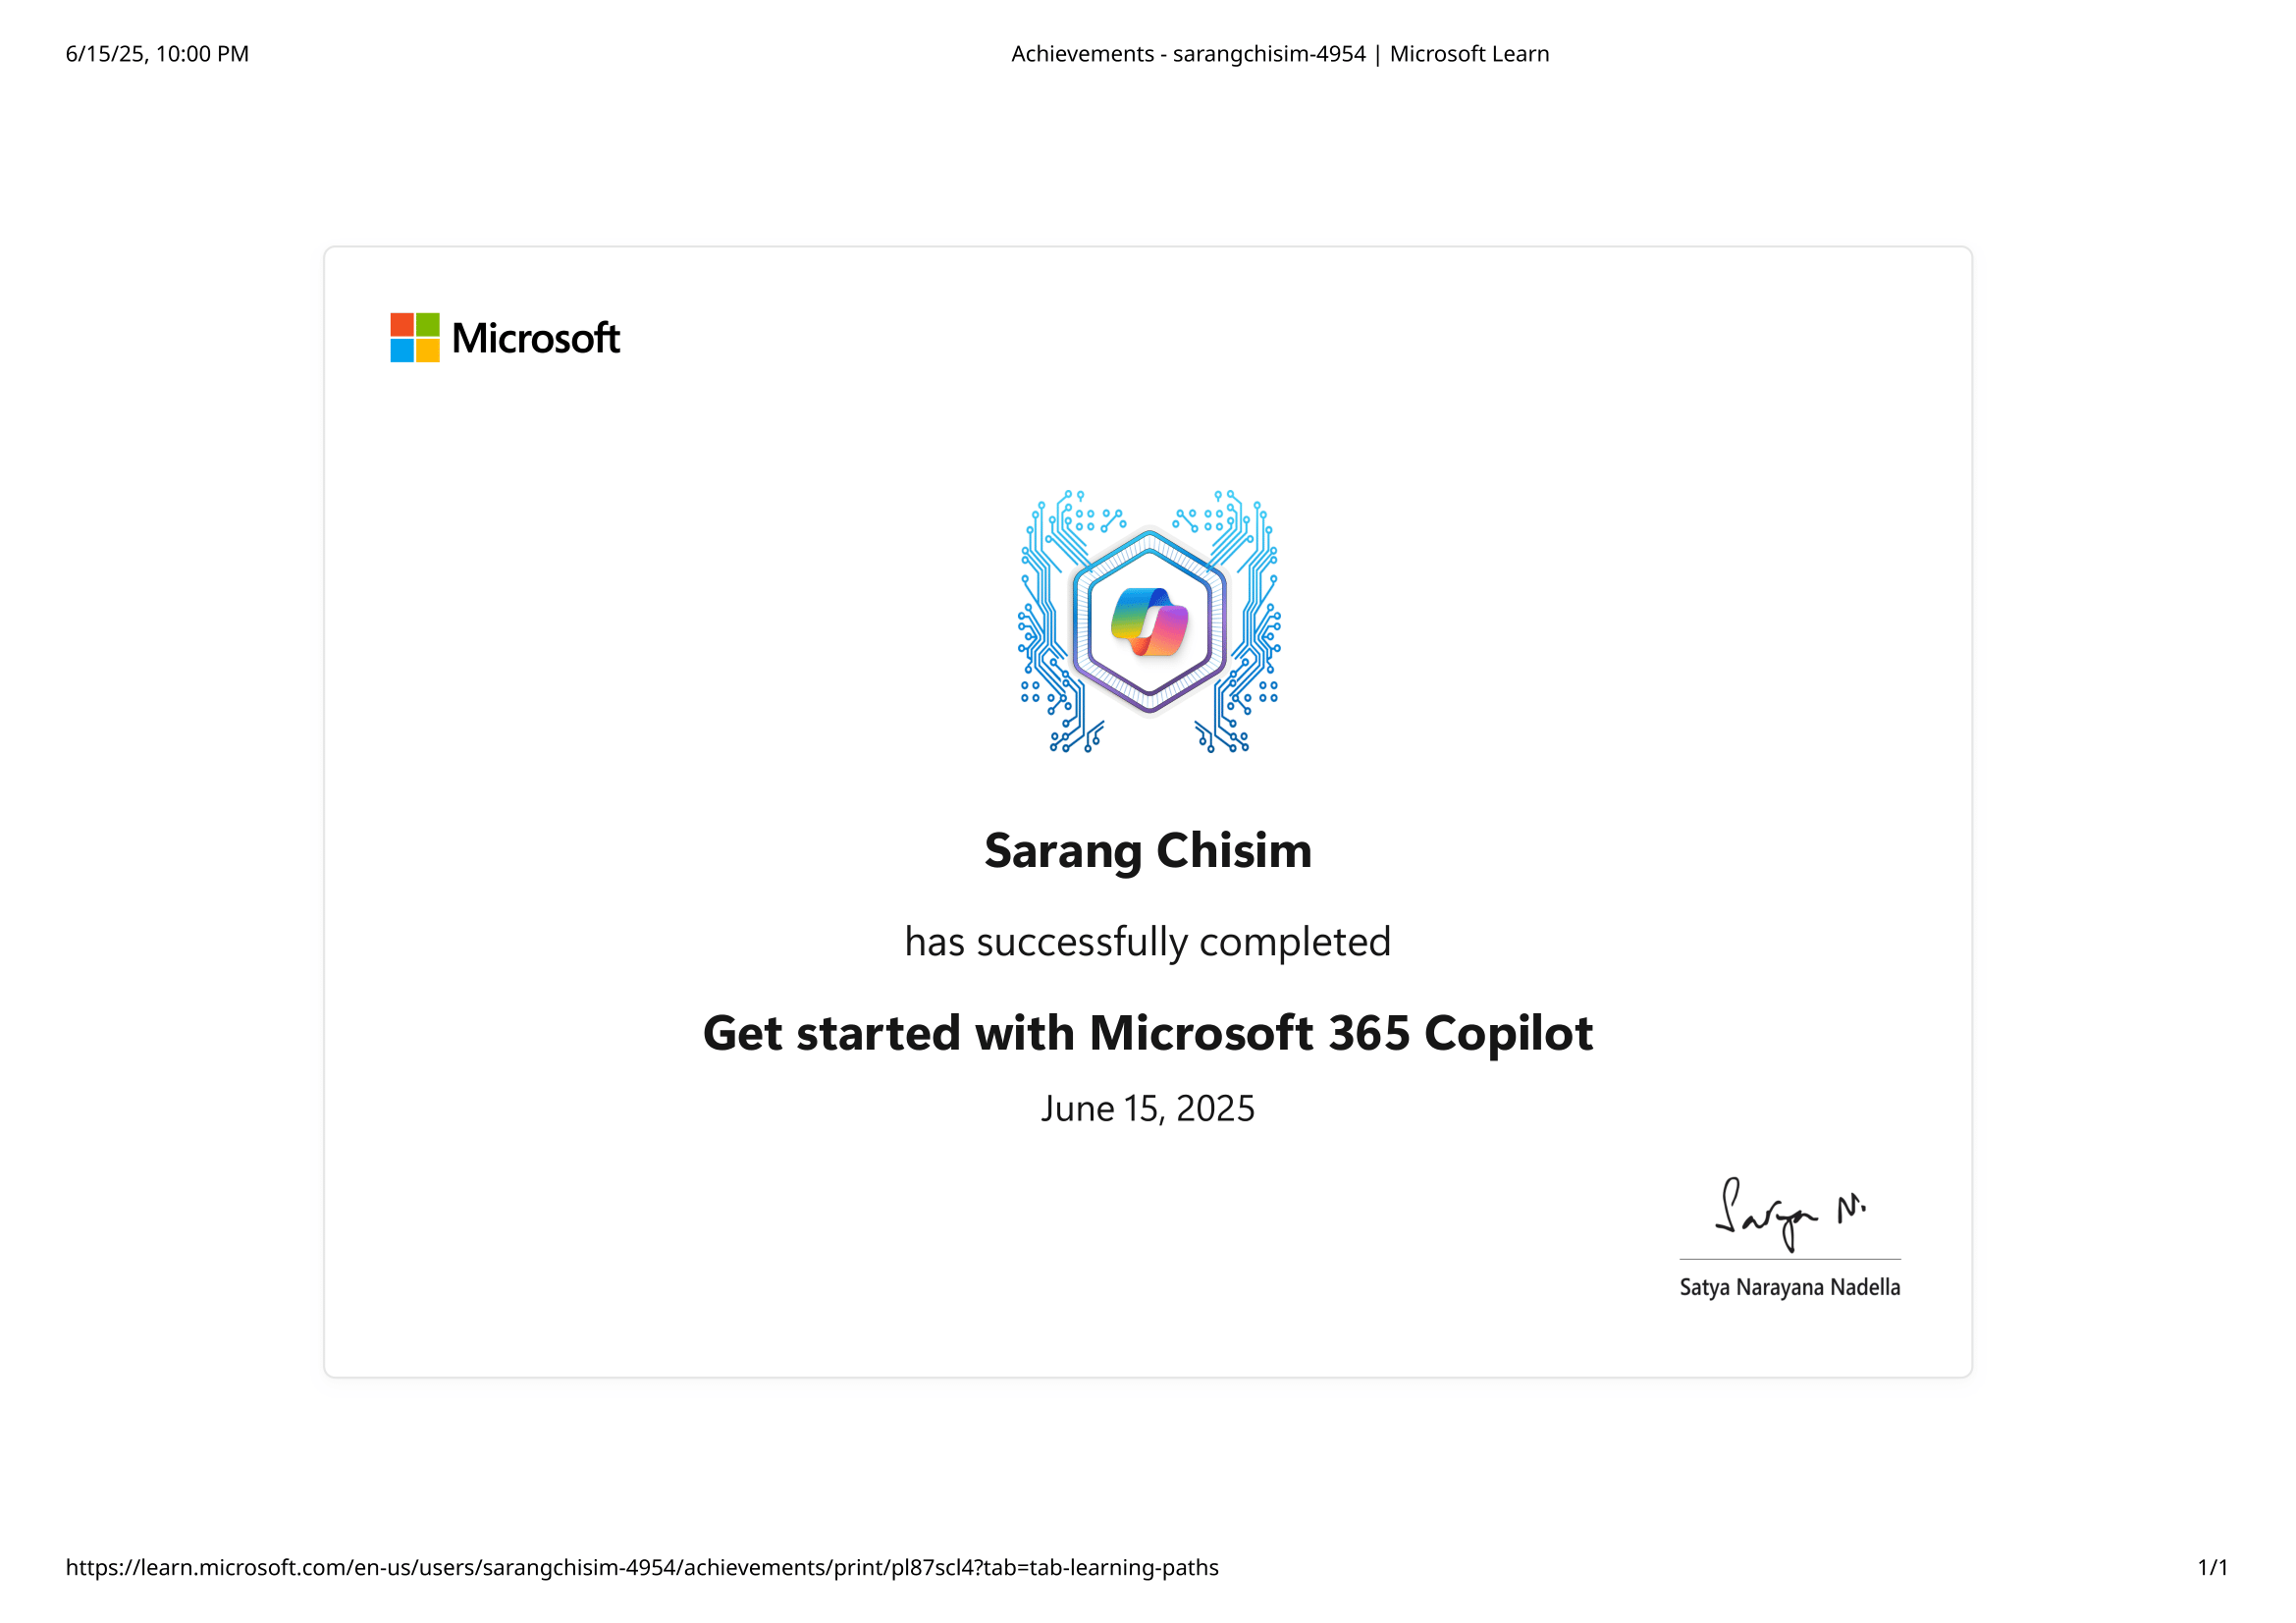 6/15/25, 10:00 PM
Achievements - sarangchisim-4954 | Microsoft Learn
Microsoft
Sarang Chisim
has successfully completed
Get started with Microsoft 365 Copilot
June 15, 2025
Satya N.
Satya Narayana Nadella
https://learn.microsoft.com/en-us/users/sarangchisim-4954/achievements/print/pl87scl4?tab=tab-learning-paths
1/1